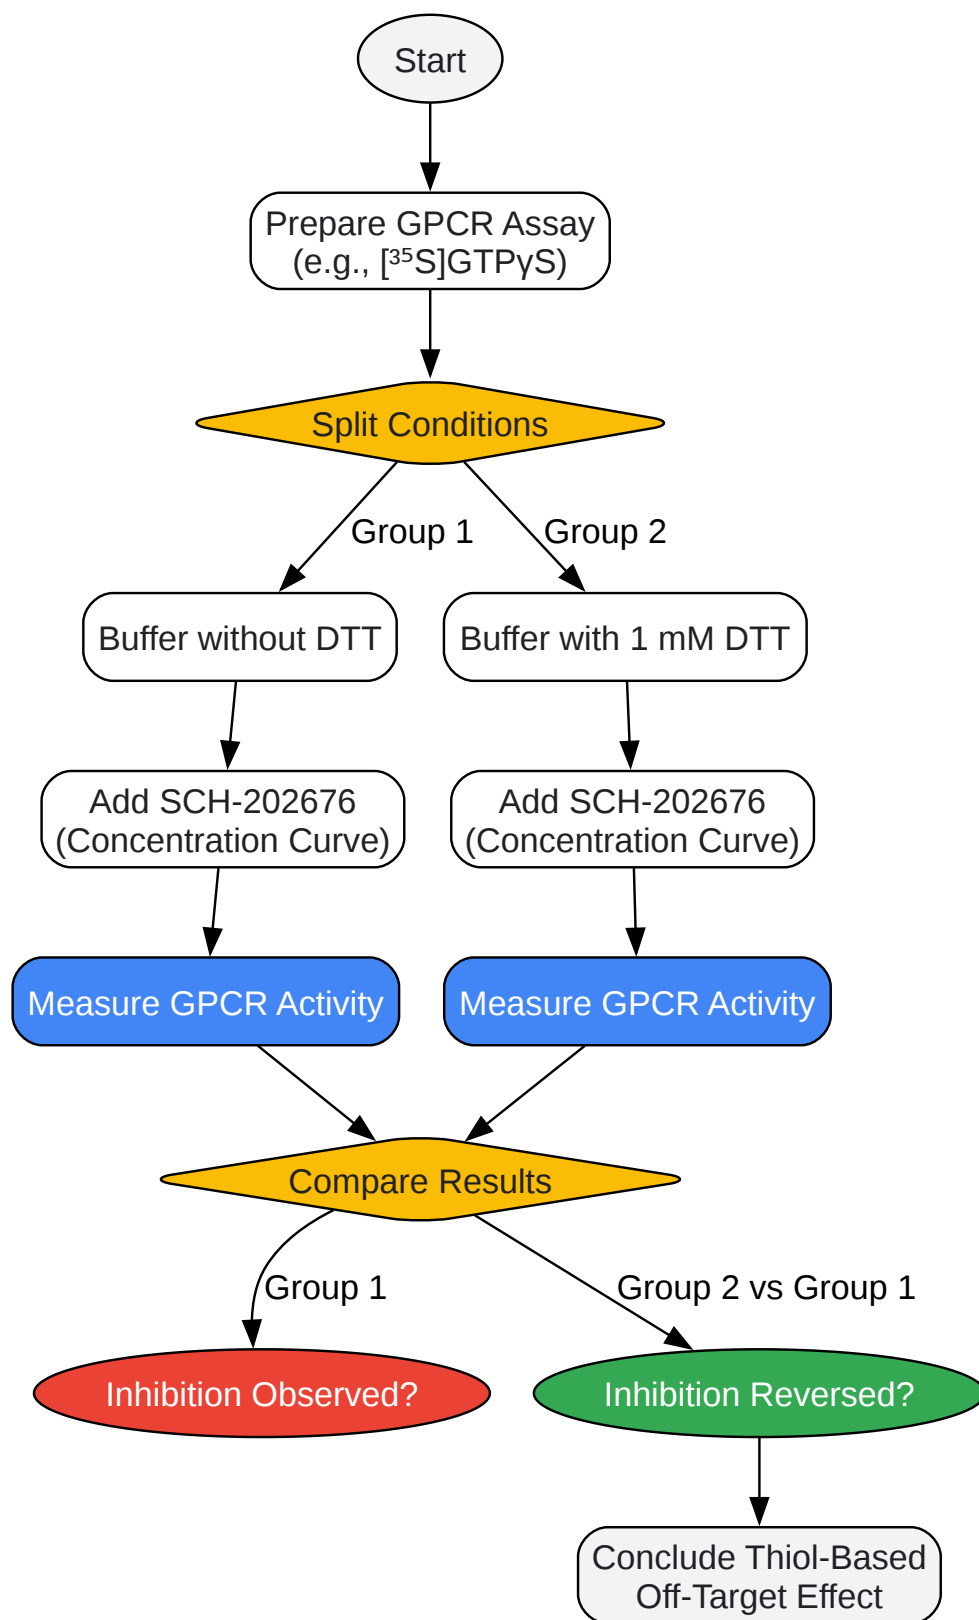 Start
Prepare GPCR Assay
(e.g., [³⁵S]GTPγS)
Split Conditions
Group 1
Group 2
Buffer without DTT
Buffer with 1 mM DTT
Add SCH-202676
(Concentration Curve)
Add SCH-202676
(Concentration Curve)
Measure GPCR Activity
Measure GPCR Activity
Compare Results
Group 1
Group 2 vs Group 1
Inhibition Observed?
Inhibition Reversed?
Conclude Thiol-Based
Off-Target Effect